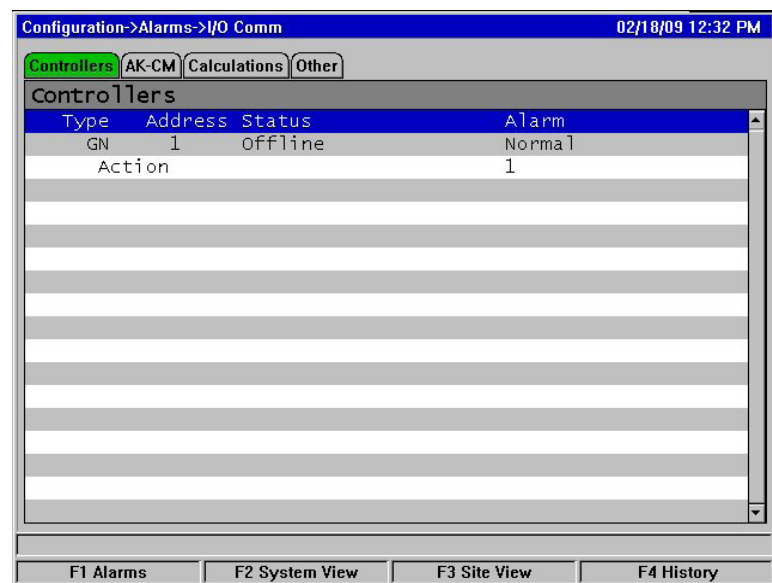 Configuration->Alarms->I/O Comm 02/18/09 12:32 PM
Controllers AK-CM Calculations Other
Controllers
Type Address Status Alarm
GN 1 Offline Normal
Action 1
F1 Alarms F2 System View F3 Site View F4 History